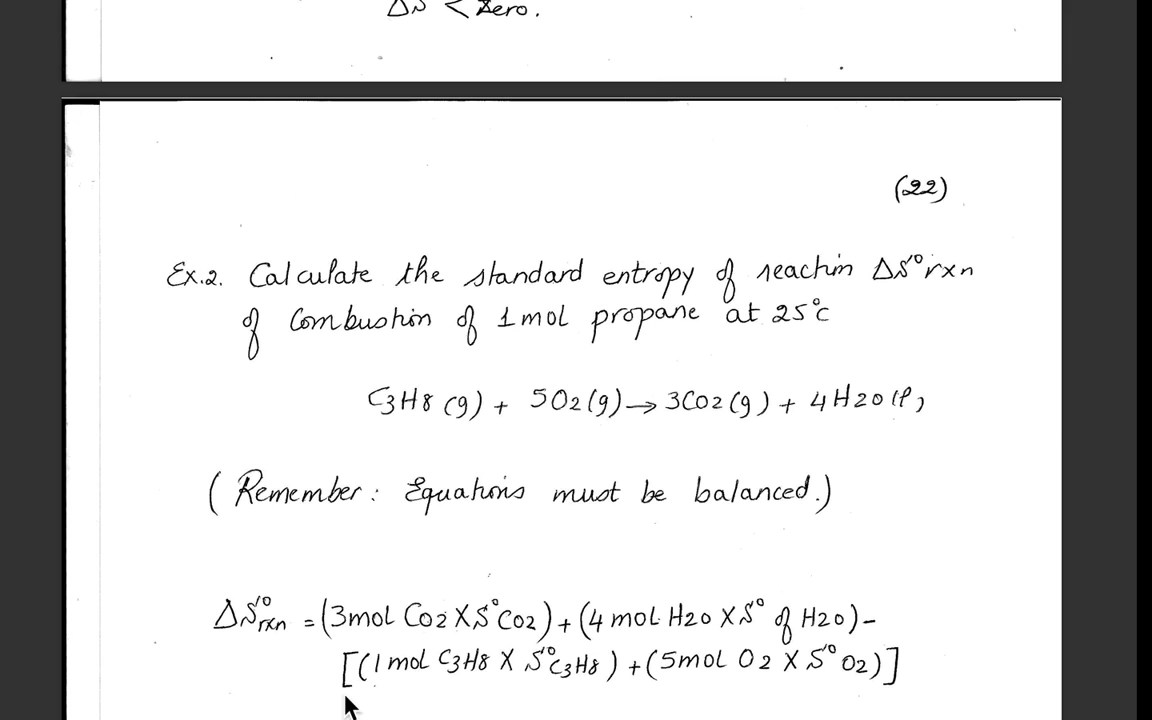 ΔS < Zero.
(22)
Ex.2. Calculate the standard entropy of reaction ΔS°rxn
of combustion of 1mol propane at 25°C
C3H8 (g) + 5O2 (g) → 3CO2 (g) + 4H2O (l)
( Remember: Equations must be balanced.)
ΔS°rxn = (3mol CO2 X S°CO2) + (4 mol H2O X S° of H2O) -
[(1 mol C3H8 X S°C3H8 ) + (5mol O2 X S° O2)]